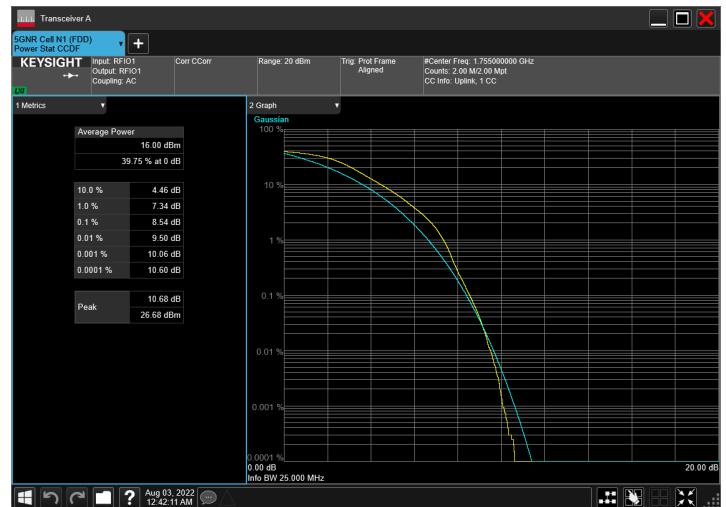 Transceiver A
5GNR Cell N1 (FDD)
Power Stat CCDF
KEYSIGHT
LXI
Input: RFIO1
Output: RFIO1
Coupling: AC
Corr CCorr
Range: 20 dBm
Trig: Prot Frame
Aligned
#Center Freq: 1.755000000 GHz
Counts: 2.00 M/2.00 Mpt
CC Info: Uplink, 1 CC
1 Metrics
Average Power
16.00 dBm
39.75 % at 0 dB
10.0 % 4.46 dB
1.0 % 7.34 dB
0.1 % 8.54 dB
0.01 % 9.50 dB
0.001 % 10.06 dB
0.0001 % 10.60 dB
Peak
10.68 dB
26.68 dBm
2 Graph
Gaussian
100 %
10 %
1 %
0.1 %
0.01 %
0.001 %
0.0001 %
0.00 dB
20.00 dB
Info BW 25.000 MHz
?
Aug 03, 2022
12:42:11 AM